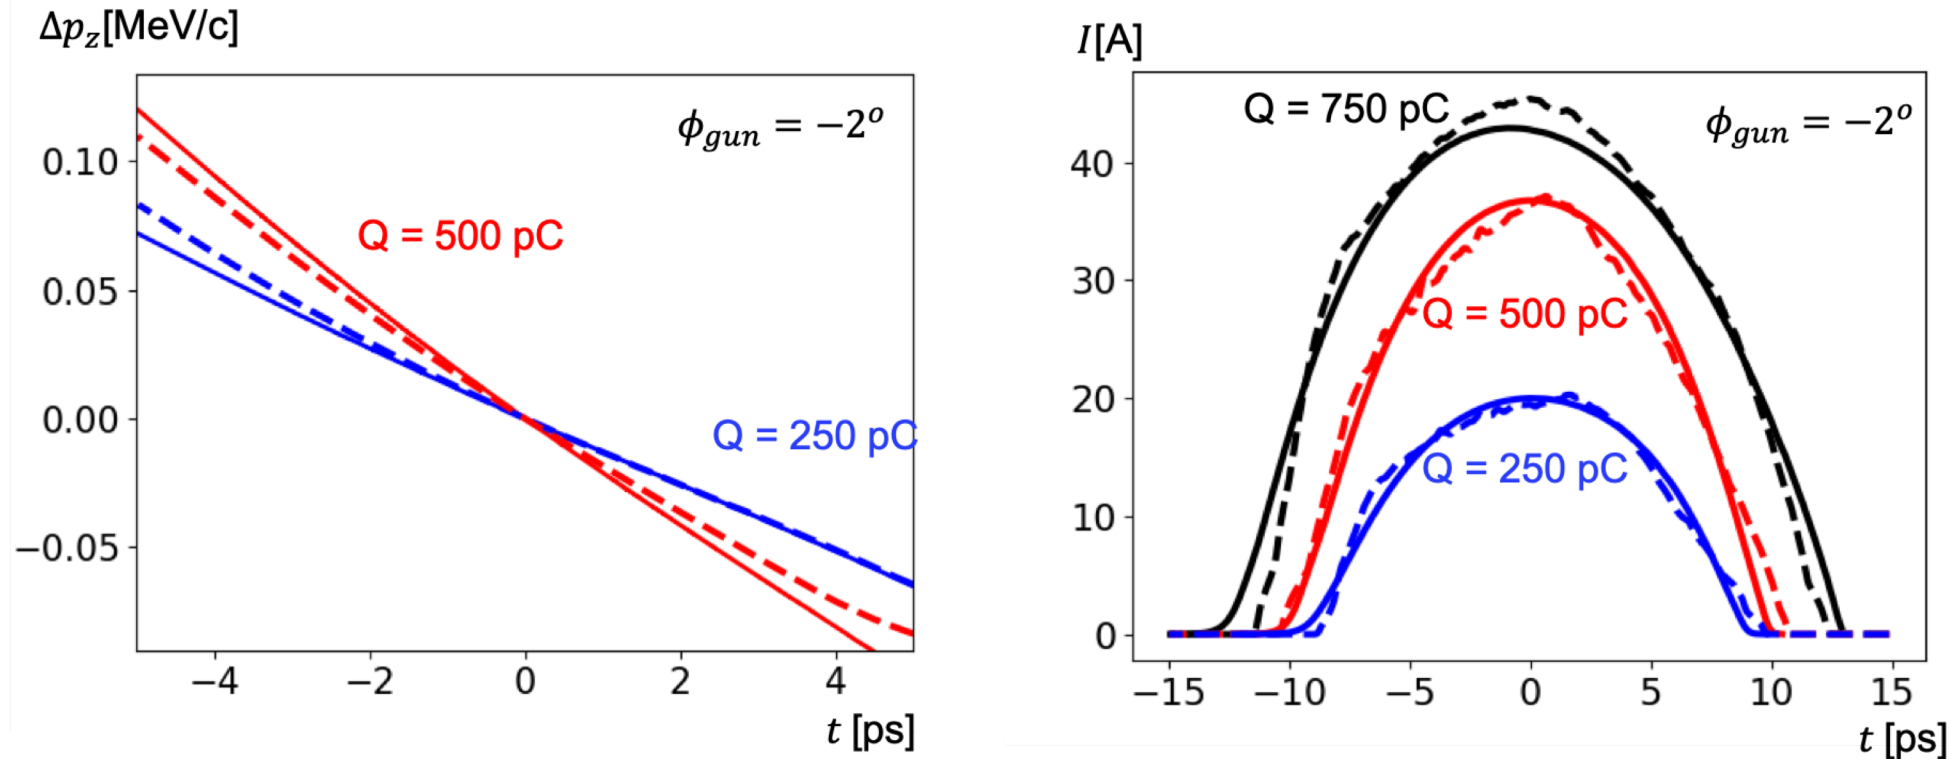 Δp_z[MeV/c]
ϕ_gun = −2°
0.10
Q = 500 pC
0.05
0.00
Q = 250 pC
−0.05
−4 −2 0 2 4
t [ps]
I[A]
Q = 750 pC
ϕ_gun = −2°
40
30
Q = 500 pC
20
Q = 250 pC
10
0
−15 −10 −5 0 5 10 15
t [ps]